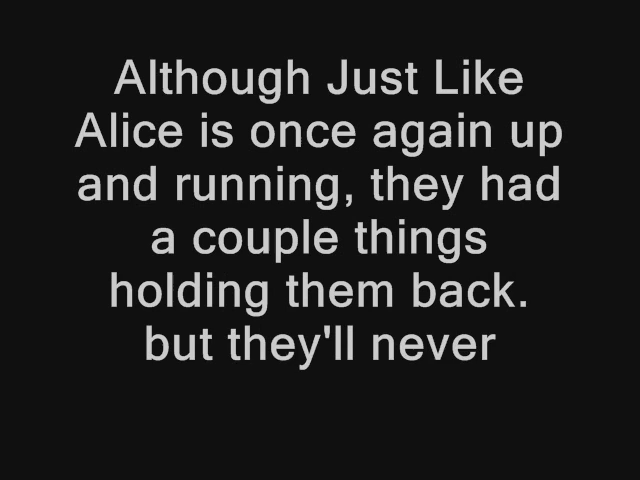 Although Just Like
Alice is once again up
and running, they had
a couple things
holding them back.
but they'll never